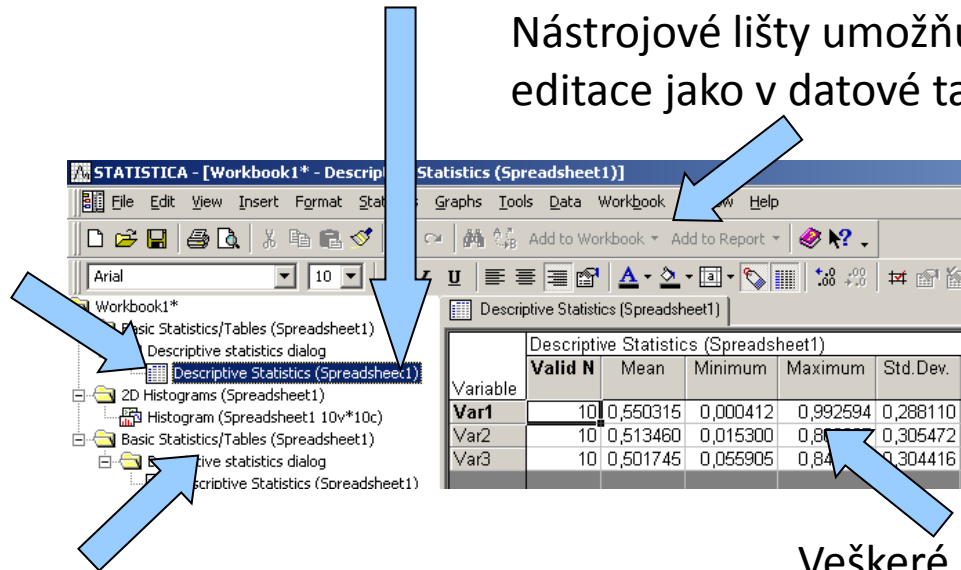 Nástrojové lišty umožňu
editace jako v datové ta
STATISTICA - [Workbook1* - Descrip Statistics (Spreadsheet1)]
File Edit View Insert Format Graphs Tools Data Workbook Help
Add to Workbook Add to Report
Arial 10 U A
Workbook1*
Basic Statistics/Tables (Spreadsheet1)
Descriptive statistics dialog
Descriptive Statistics (Spreadsheet1)
2D Histograms (Spreadsheet1)
Histogram (Spreadsheet1 10v*10c)
Basic Statistics/Tables (Spreadsheet1)
statistics dialog
Descriptive Statistics (Spreadsheet1)
Descriptive Statistics (Spreadsheet1)
Descriptive Statistics (Spreadsheet1)
Variable Valid N Mean Minimum Maximum Std.Dev.
Var1 10 0,550315 0,000412 0,992594 0,288110
Var2 10 0,513460 0,015300 0,305472
Var3 10 0,501745 0,055905 0,304416
Veškeré